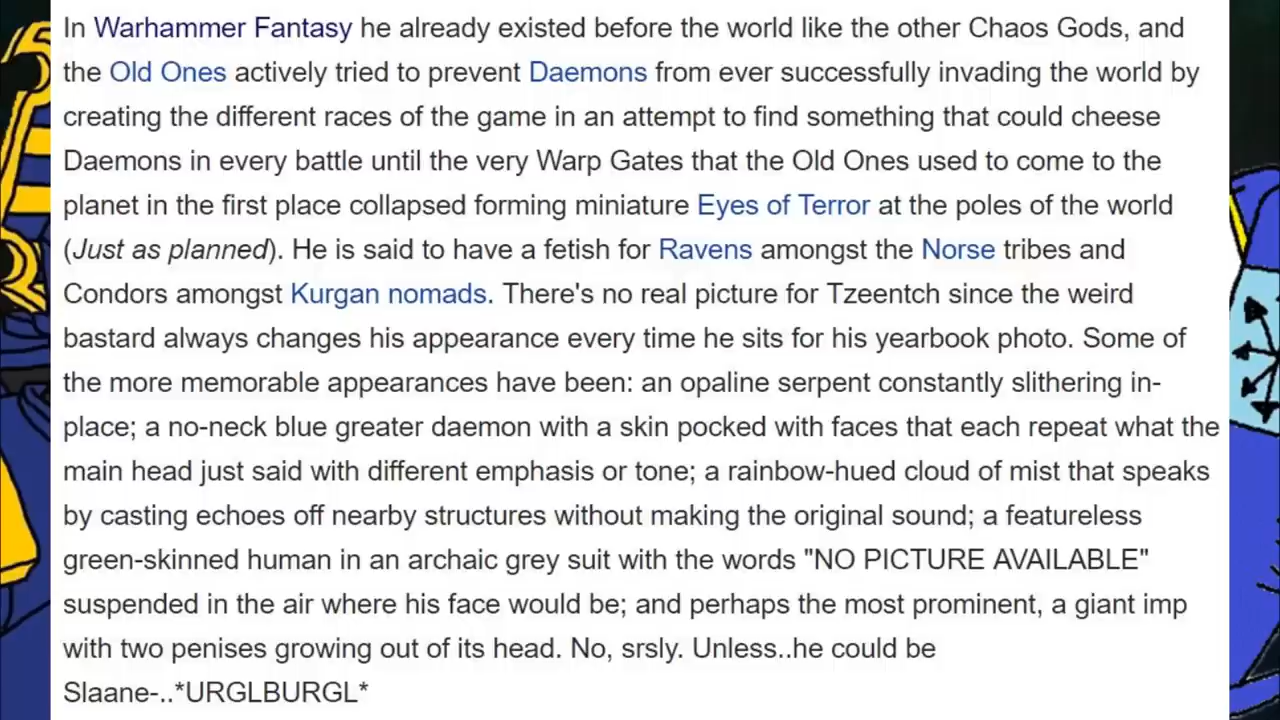 In Warhammer Fantasy he already existed before the world like the other Chaos Gods, and
the Old Ones actively tried to prevent Daemons from ever successfully invading the world by
creating the different races of the game in an attempt to find something that could cheese
Daemons in every battle until the very Warp Gates that the Old Ones used to come to the
planet in the first place collapsed forming miniature Eyes of Terror at the poles of the world
(Just as planned). He is said to have a fetish for Ravens amongst the Norse tribes and
Condors amongst Kurgan nomads. There's no real picture for Tzeentch since the weird
bastard always changes his appearance every time he sits for his yearbook photo. Some of
the more memorable appearances have been: an opaline serpent constantly slithering in-
place; a no-neck blue greater daemon with a skin pocked with faces that each repeat what the
main head just said with different emphasis or tone; a rainbow-hued cloud of mist that speaks
by casting echoes off nearby structures without making the original sound; a featureless
green-skinned human in an archaic grey suit with the words "NO PICTURE AVAILABLE"
suspended in the air where his face would be; and perhaps the most prominent, a giant imp
with two penises growing out of its head. No, srsly. Unless..he could be
Slaane-..*URGLBURGL*